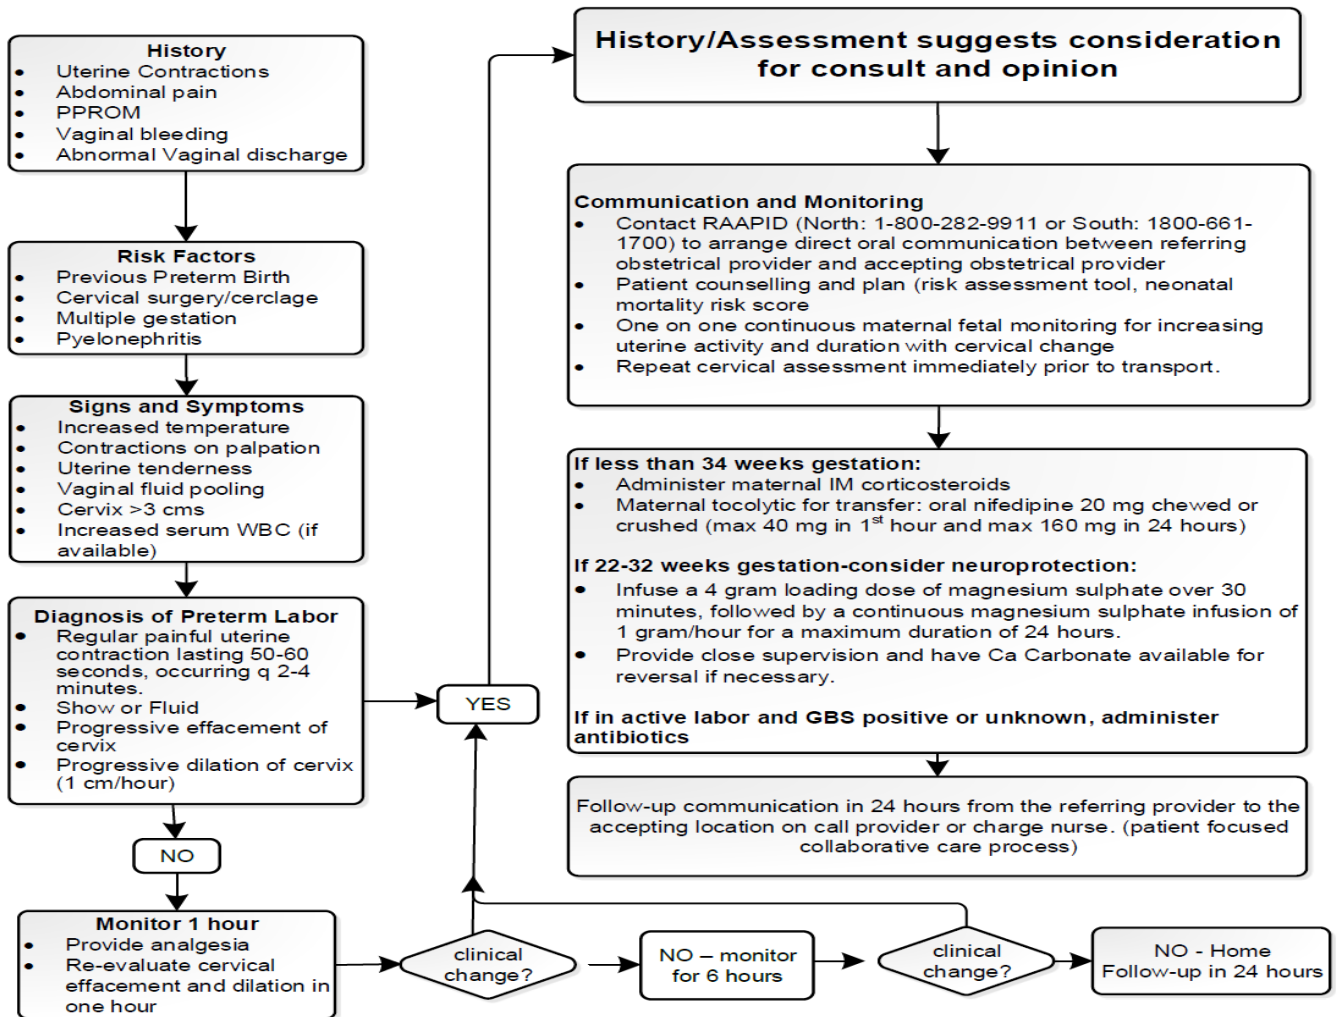 History
• Uterine Contractions
• Abdominal pain
• PPROM
• Vaginal bleeding
• Abnormal Vaginal discharge
Risk Factors
• Previous Preterm Birth
• Cervical surgery/cerclage
• Multiple gestation
• Pyelonephritis
Signs and Symptoms
• Increased temperature
• Contractions on palpation
• Uterine tenderness
• Vaginal fluid pooling
• Cervix >3 cms
• Increased serum WBC (if
available)
Diagnosis of Preterm Labor
• Regular painful uterine
contraction lasting 50-60
seconds, occurring q 2-4
minutes.
• Show or Fluid
• Progressive effacement of
cervix
• Progressive dilation of cervix
(1 cm/hour)
NO
Monitor 1 hour
• Provide analgesia
• Re-evaluate cervical
effacement and dilation in
one hour
clinical
change?
YES
NO – monitor
for 6 hours
clinical
change?
NO - Home
Follow-up in 24 hours
History/Assessment suggests consideration
for consult and opinion
Communication and Monitoring
• Contact RAAPID (North: 1-800-282-9911 or South: 1800-661-
1700) to arrange direct oral communication between referring
obstetrical provider and accepting obstetrical provider
• Patient counselling and plan (risk assessment tool, neonatal
mortality risk score
• One on one continuous maternal fetal monitoring for increasing
uterine activity and duration with cervical change
• Repeat cervical assessment immediately prior to transport.
If less than 34 weeks gestation:
• Administer maternal IM corticosteroids
• Maternal tocolytic for transfer: oral nifedipine 20 mg chewed or
crushed (max 40 mg in 1st hour and max 160 mg in 24 hours)
If 22-32 weeks gestation-consider neuroprotection:
• Infuse a 4 gram loading dose of magnesium sulphate over 30
minutes, followed by a continuous magnesium sulphate infusion of
1 gram/hour for a maximum duration of 24 hours.
• Provide close supervision and have Ca Carbonate available for
reversal if necessary.
If in active labor and GBS positive or unknown, administer
antibiotics
Follow-up communication in 24 hours from the referring provider to the
accepting location on call provider or charge nurse. (patient focused
collaborative care process)